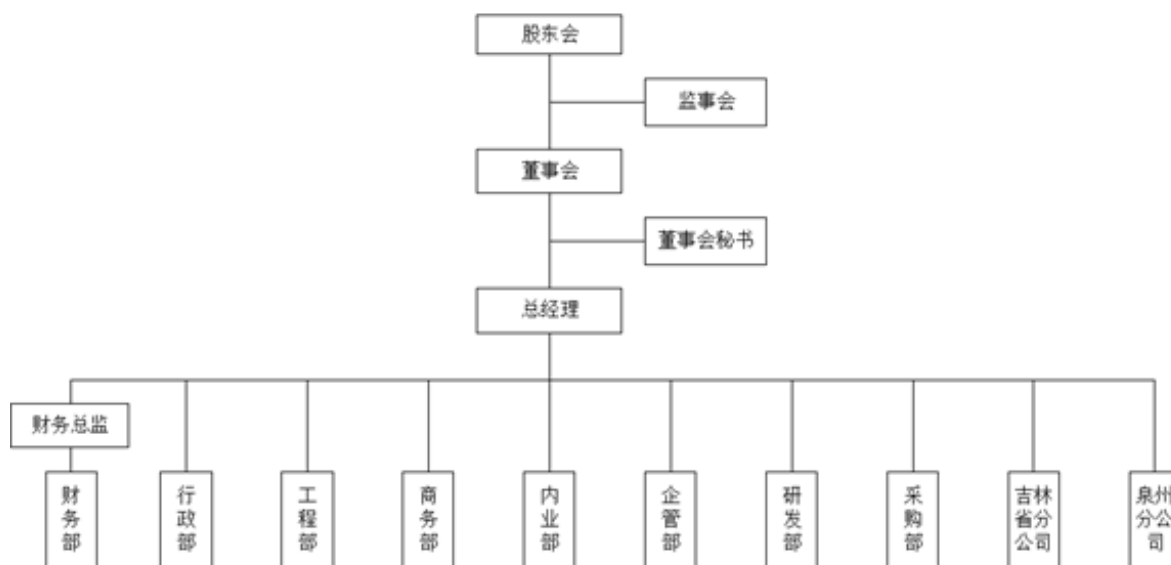 股东会
监事会
董事会
董事会秘书
总经理
财务总监
财务部
行政部
工程部
商务部
内业部
企管部
研发部
采购部
吉林
省分
公司
泉州
分公
司